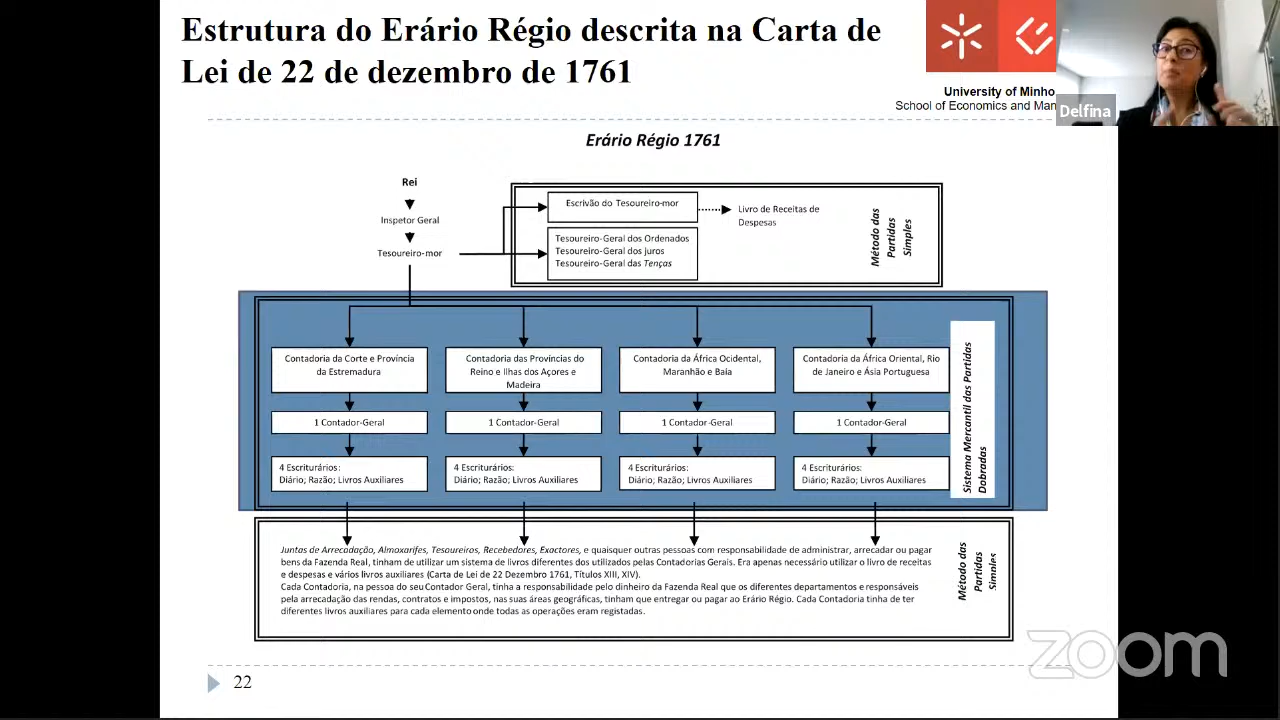 Estrutura do Erário Régio descrita na Carta de
Lei de 22 de dezembro de 1761
University of Minho
School of Economics and Man
Delfina
Erário Régio 1761
Rei
Inspetor Geral
Tesoureiro-mor
Escrivão do Tesoureiro-mor
Livro de Receitas de
Despesas
Tesoureiro-Geral dos Ordenados
Tesoureiro-Geral dos juros
Tesoureiro-Geral das Tenças
Método das
Partidas
Simples
Contadoria da Corte e Província
da Estremadura
Contadoria das Províncias do
Reino e Ilhas dos Açores e
Madeira
Contadoria da África Ocidental,
Maranhão e Baía
Contadoria da África Oriental, Rio
de Janeiro e Ásia Portuguesa
1 Contador-Geral
1 Contador-Geral
1 Contador-Geral
1 Contador-Geral
4 Escriturários:
Diário; Razão; Livros Auxiliares
4 Escriturários:
Diário; Razão; Livros Auxiliares
4 Escriturários:
Diário; Razão; Livros Auxiliares
4 Escriturários:
Diário; Razão; Livros Auxiliares
Sistema Mercantil das Partidas
Dobradas
Juntas de Arrecadação, Almoxarifes, Tesoureiros, Recebedores, Exactores, e quaisquer outras pessoas com responsabilidade de administrar, arrecadar ou pagar
bens da Fazenda Real, tinham de utilizar um sistema de livros diferentes dos utilizados pelas Contadorias Gerais. Era apenas necessário utilizar o livro de receitas
e despesas e vários livros auxiliares (Carta de Lei de 22 Dezembro 1761, Títulos XIII, XIV).
Cada Contadoria, na pessoa do seu Contador Geral, tinha a responsabilidade pelo dinheiro da Fazenda Real que os diferentes departamentos e responsáveis
pela arrecadação das rendas, contratos e impostos, nas suas áreas geográficas, tinham que entregar ou pagar ao Erário Régio. Cada Contadoria tinha de ter
diferentes livros auxiliares para cada elemento onde todas as operações eram registadas.
Método das
Partidas
Simples
zoom
22